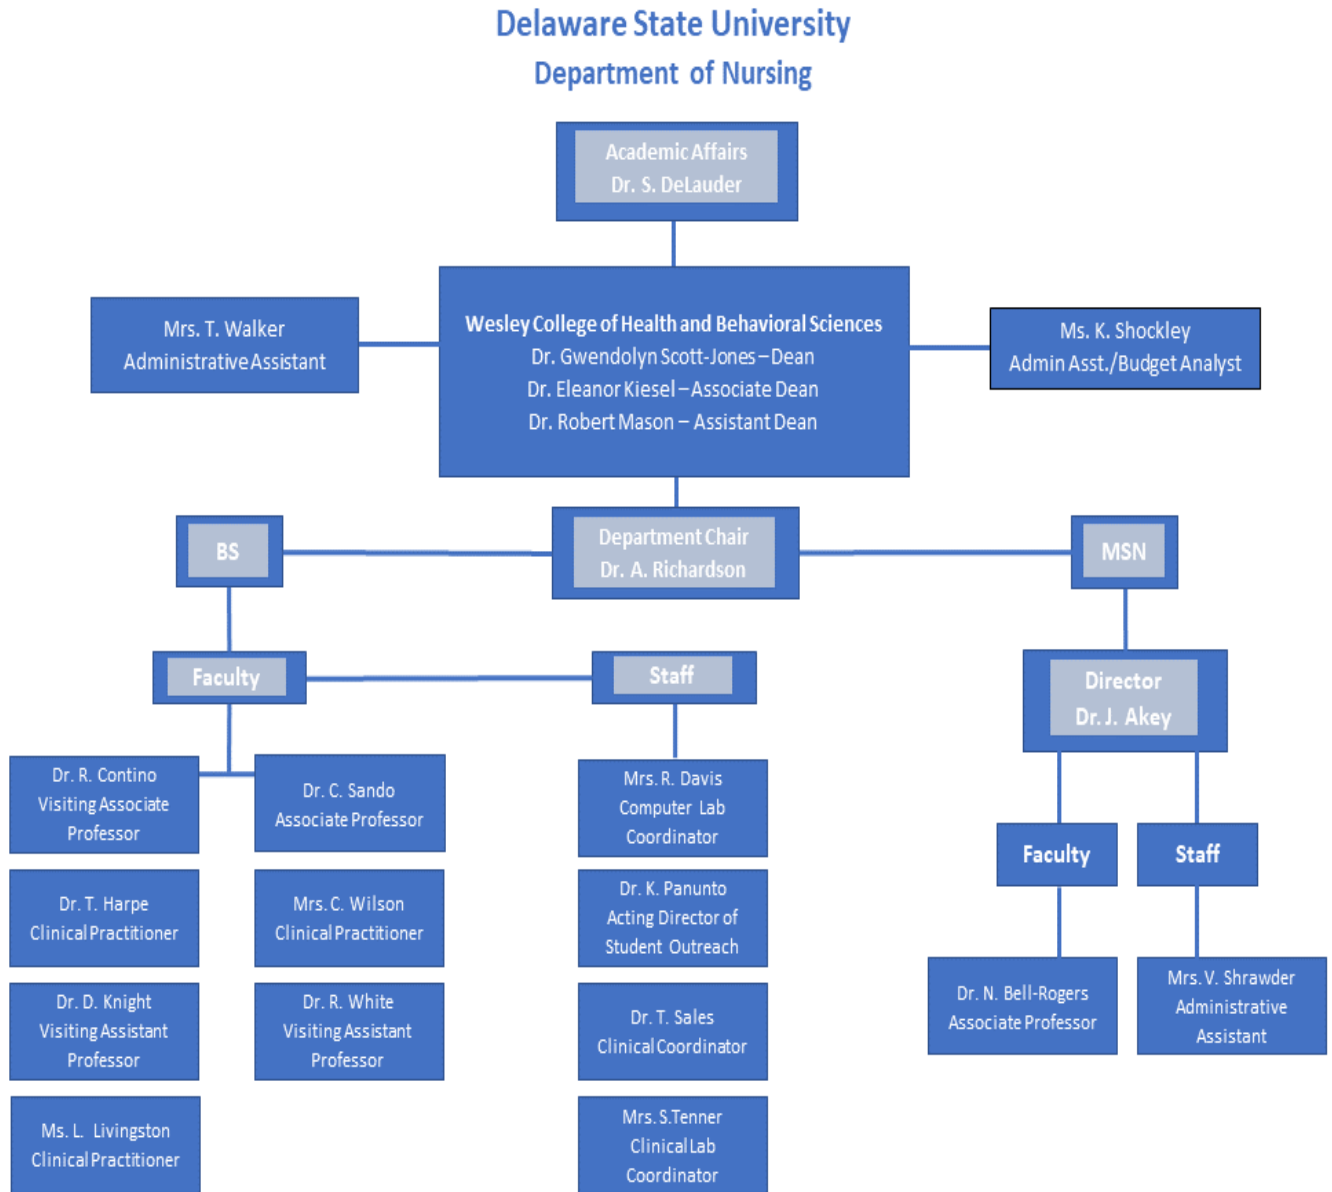 Delaware State University
Department of Nursing
Academic Affairs
Dr. S. DeLauder
Mrs. T. Walker
Administrative Assistant
Wesley College of Health and Behavioral Sciences
Dr. Gwendolyn Scott-Jones – Dean
Dr. Eleanor Kiesel – Associate Dean
Dr. Robert Mason – Assistant Dean
Ms. K. Shockley
Admin Asst./Budget Analyst
BS
Department Chair
Dr. A. Richardson
MSN
Faculty
Staff
Director
Dr. J. Akey
Dr. R. Contino
Visiting Associate
Professor
Dr. C. Sando
Associate Professor
Mrs. R. Davis
Computer Lab
Coordinator
Faculty
Staff
Dr. T. Harpe
Clinical Practitioner
Mrs. C. Wilson
Clinical Practitioner
Dr. K. Panunto
Acting Director of
Student Outreach
Dr. N. Bell-Rogers
Associate Professor
Mrs. V. Shrawder
Administrative
Assistant
Dr. D. Knight
Visiting Assistant
Professor
Dr. R. White
Visiting Assistant
Professor
Dr. T. Sales
Clinical Coordinator
Ms. L. Livingston
Clinical Practitioner
Mrs. S.Tenner
Clinical Lab
Coordinator